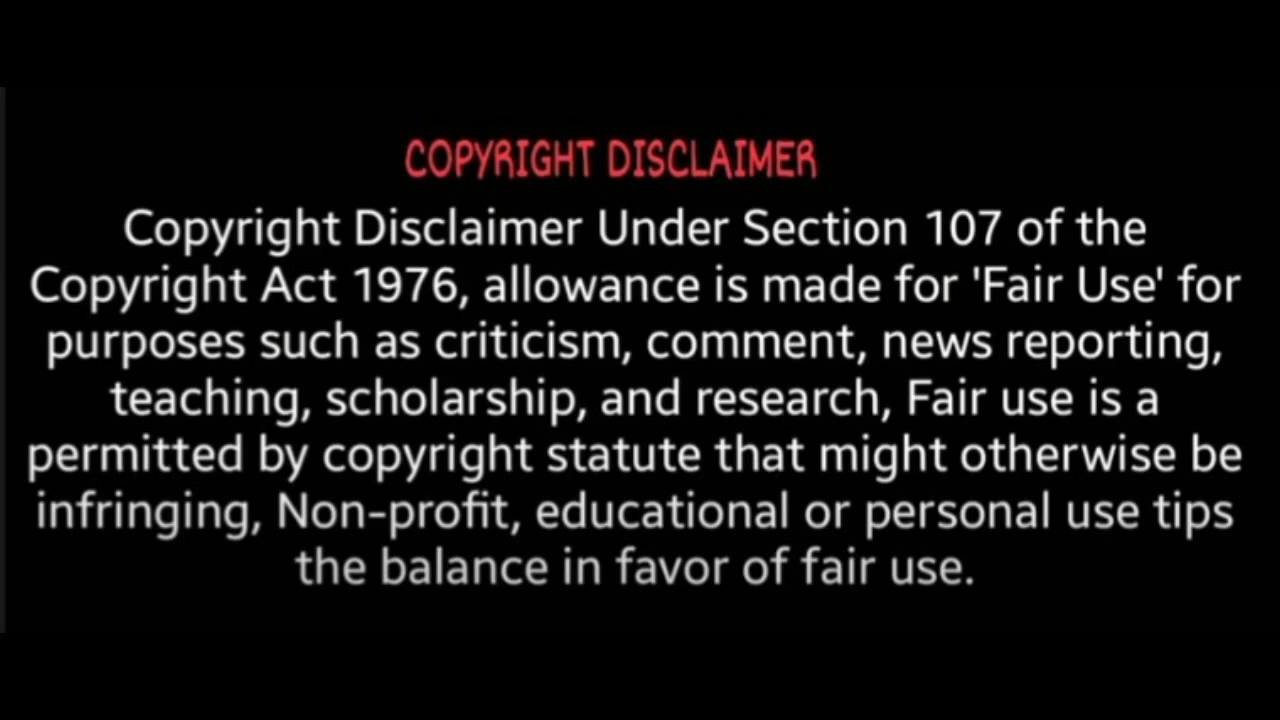 COPYRIGHT DISCLAIMER
Copyright Disclaimer Under Section 107 of the
Copyright Act 1976, allowance is made for 'Fair Use' for
purposes such as criticism, comment, news reporting,
teaching, scholarship, and research, Fair use is a
permitted by copyright statute that might otherwise be
infringing, Non-profit, educational or personal use tips
the balance in favor of fair use.